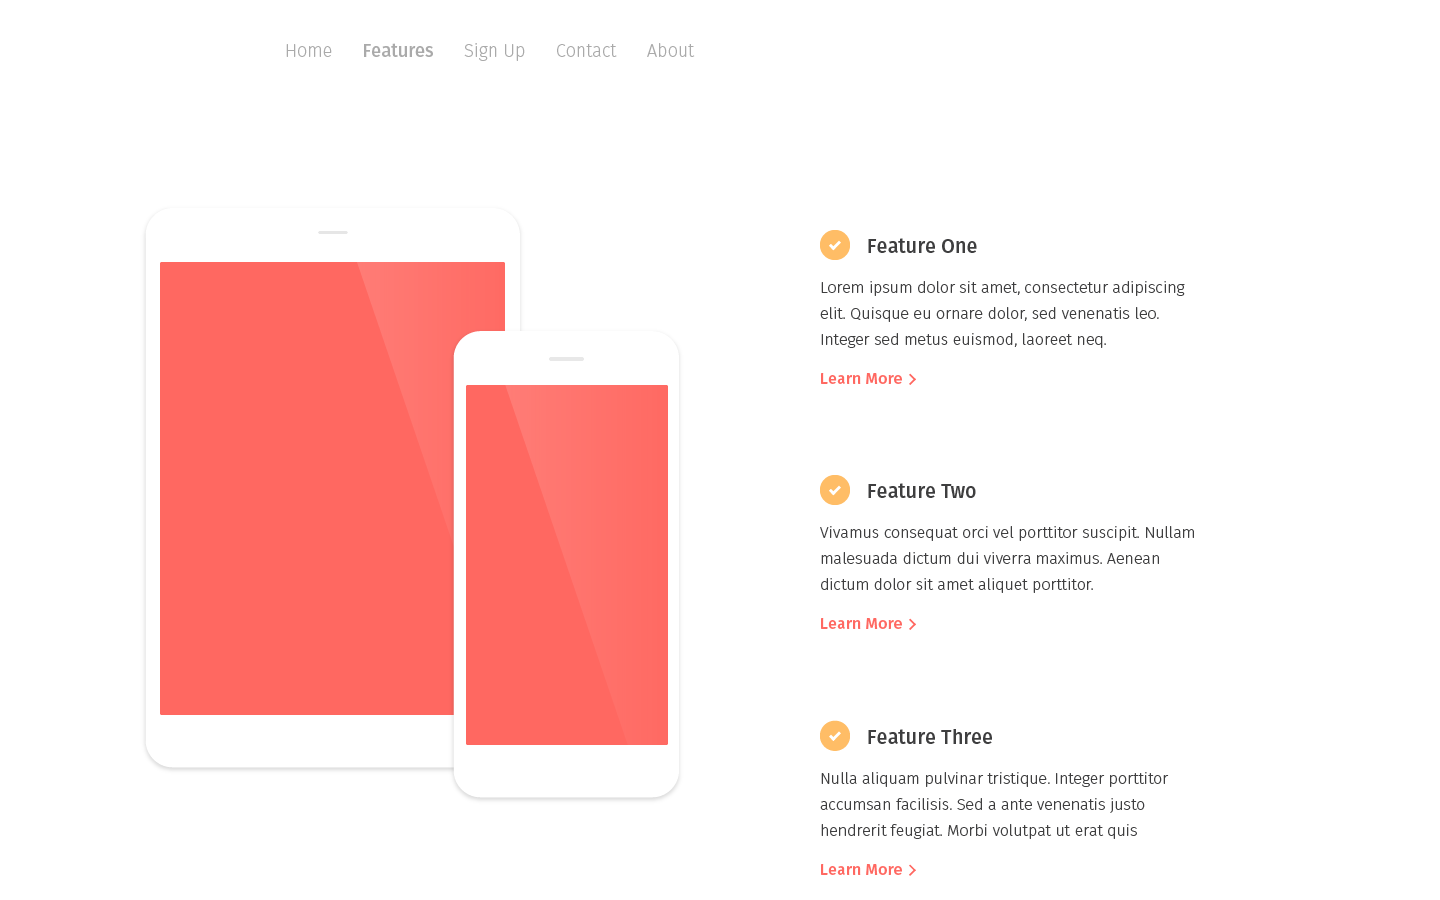 Home Features Sign Up Contact About
Feature One
Lorem ipsum dolor sit amet, consectetur adipiscing
elit. Quisque eu ornare dolor, sed venenatis leo.
Integer sed metus euismod, laoreet neq.
Learn More
Feature Two
Vivamus consequat orci vel porttitor suscipit. Nullam
malesuada dictum dui viverra maximus. Aenean
dictum dolor sit amet aliquet porttitor.
Learn More
Feature Three
Nulla aliquam pulvinar tristique. Integer porttitor
accumsan facilisis. Sed a ante venenatis justo
hendrerit feugiat. Morbi volutpat ut erat quis
Learn More